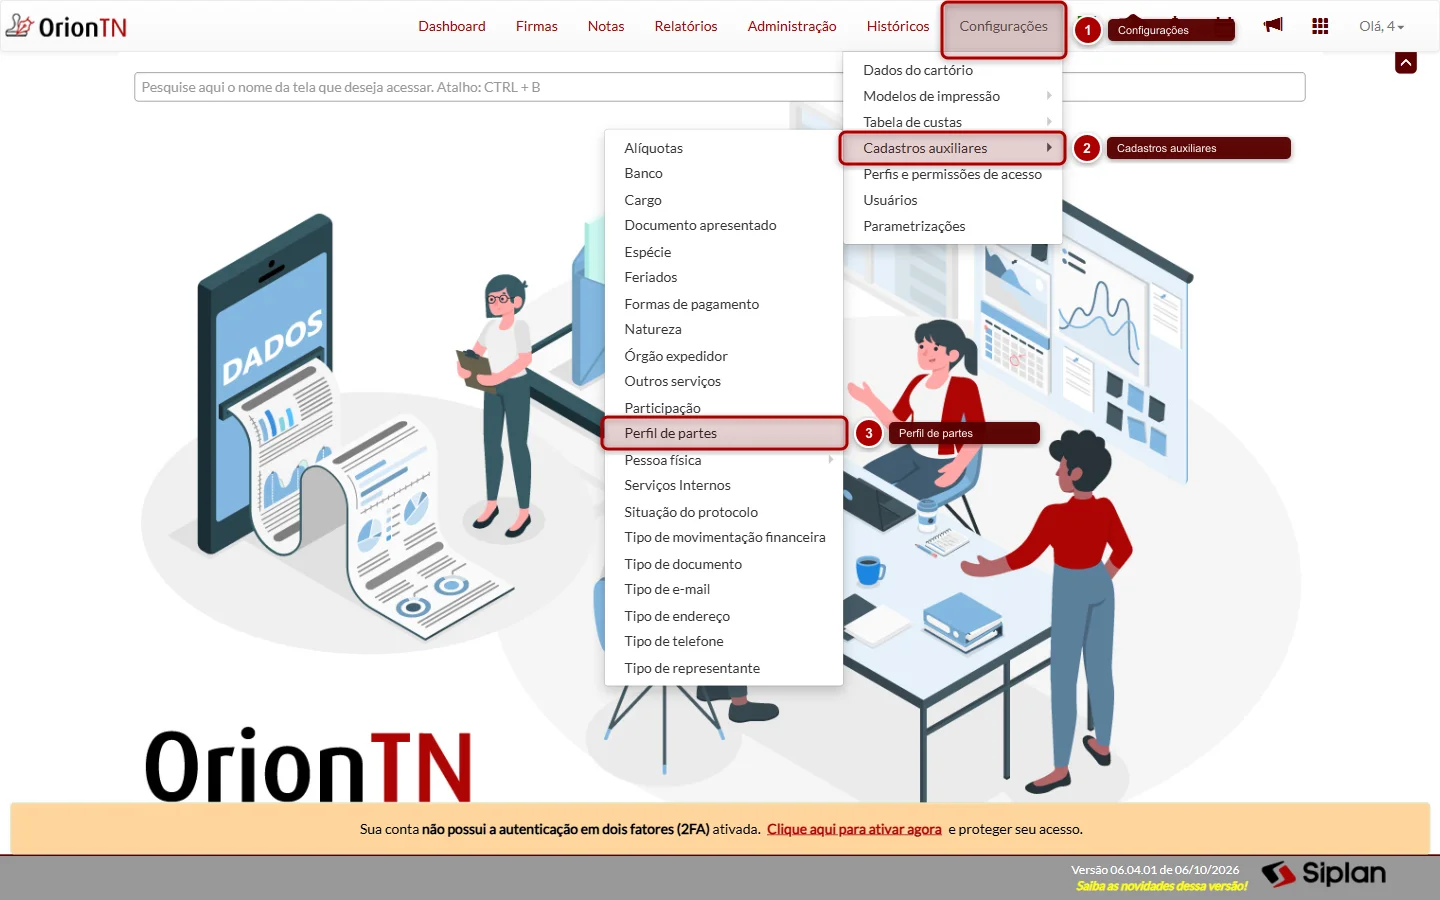 OrionTN
Dashboard
Firmas
Notas
Relatórios
Administração
Históricos
Configurações
1
Configurações
Olá, 4
Pesquise aqui o nome da tela que deseja acessar. Atalho: CTRL + B
Dados do cartório
Modelos de impressão
Tabela de custas
Cadastros auxiliares
2
Cadastros auxiliares
Perfis e permissões de acesso
Usuários
Parametrizações
Alíquotas
Banco
Cargo
Documento apresentado
Espécie
Feriados
Formas de pagamento
Natureza
Órgão expedidor
Outros serviços
Participação
Perfil de partes
3
Perfil de partes
Pessoa física
Serviços Internos
Situação do protocolo
Tipo de movimentação financeira
Tipo de documento
Tipo de e-mail
Tipo de endereço
Tipo de telefone
Tipo de representante
DADOS
OrionTN
Sua conta não possui a autenticação em dois fatores (2FA) ativada. Clique aqui para ativar agora e proteger seu acesso.
Versão 06.04.01 de 06/10/2026
Saiba as novidades dessa versão!
Siplan